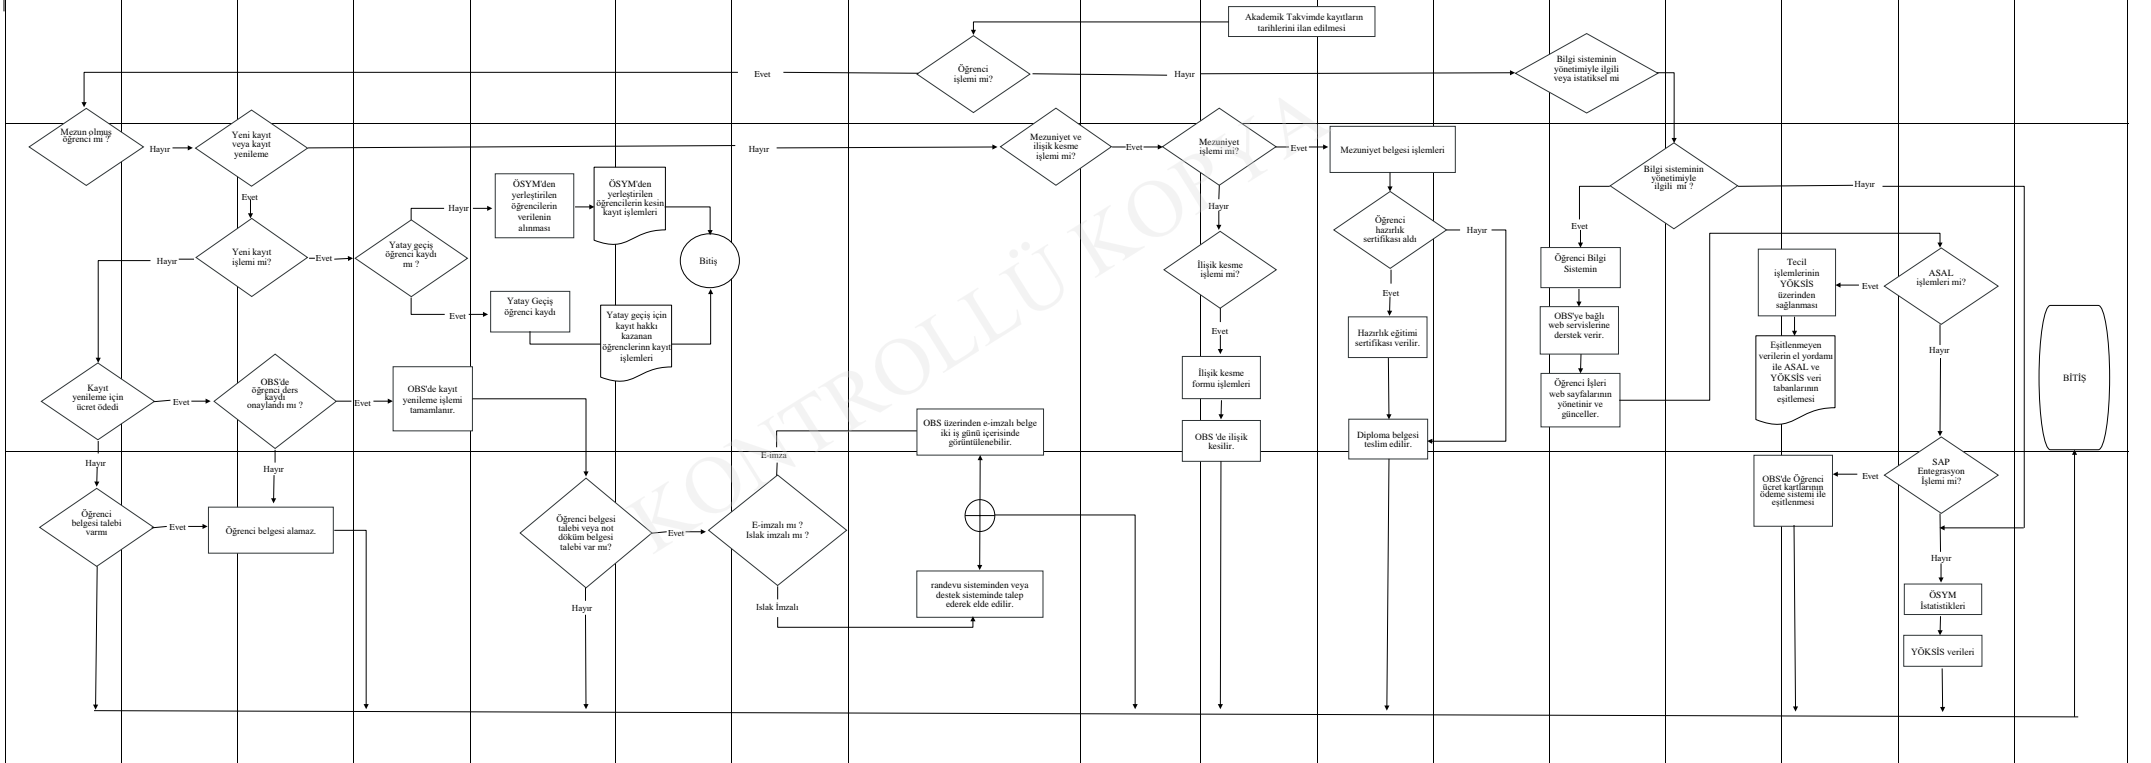 Akademik Takvimde kayıtların
tarihlerini ilan edilmesi
Öğrenci
işlemi mi?
Evet
Hayır
Bilgi sisteminin
yönetimiyle ilgili
veya istatiksel mi
Mezun olmuş
öğrenci mi ?
Hayır
Yeni kayıt
veya kayıt
yenileme
Hayır
Mezuniyet ve
ilişik kesme
işlemi mi?
Evet
Mezuniyet
işlemi mi?
Evet
Mezuniyet belgesi işlemleri
Bilgi sisteminin
yönetimiyle
ilgili mi ?
Hayır
Evet
Evet
Yeni kayıt
işlemi mi?
Hayır
Evet
Yatay geçiş
öğrenci kaydı
mı ?
Hayır
ÖSYM'den
yerleştirilen
öğrencilerin
verilenin
alınması
ÖSYM'den
yerleştirilen
öğrencilerin kesin
kayıt işlemleri
Bitiş
Evet
Yatay Geçiş
öğrenci kaydı
Yatay geçiş için
kayıt hakkı
kazanan
öğrenclerinn kayıt
işlemleri
Hayır
İlişik kesme
işlemi mi?
Evet
İlişik kesme
formu işlemleri
OBS 'de ilişik
kesilir.
Öğrenci
hazırlık
sertifikası aldı
Hayır
Evet
Hazırlık eğitimi
sertifikası verilir.
Diploma belgesi
teslim edilir.
Öğrenci Bilgi
Sistemin
OBS'ye bağlı
web servislerine
derstek verir.
Öğrenci İşleri
web sayfalarının
yönetinir ve
günceller.
Tecil
işlemlerinin
YÖKSİS
üzerinden
sağlanması
Evet
ASAL
işlemleri mi?
Eşitlenmeyen
verilerin el yordamı
ile ASAL ve
YÖKSİS veri
tabanlarının
eşitlemesi
Hayır
BİTİŞ
Kayıt
yenileme için
ücret ödedi
Evet
OBS'de
öğrenci ders
kaydı
onaylandı mı ?
Evet
OBS'de kayıt
yenileme işlemi
tamamlanır.
OBS üzerinden e-imzalı belge
iki iş günü içerisinde
görüntülenebilir.
E-imza
Hayır
Hayır
Öğrenci
belgesi talebi
varmı
Evet
Öğrenci belgesi alamaz.
Öğrenci belgesi
talebi veya not
döküm belgesi
talebi var mı?
Evet
E-imzalı mı ?
Islak imzalı mı ?
Hayır
Islak İmzalı
randevu sisteminden veya
destek sisteminde talep
ederek elde edilir.
OBS'de Öğrenci
ücret kartlarının
ödeme sistemi ile
eşitlenmesi
Evet
SAP
Entegrasyon
İşlemi mi?
Hayır
ÖSYM
İstatistikleri
YÖKSİS verileri
KONTROLLÜ KOPYA